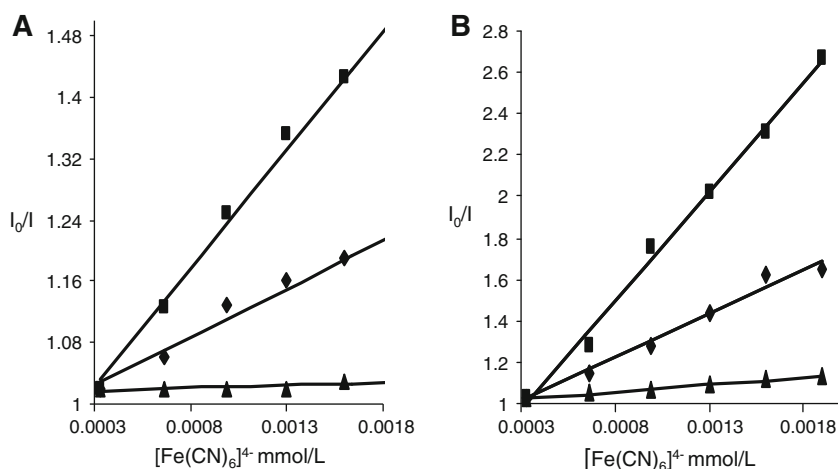 A
1.48
1.4
1.32
I₀/I
1.24
1.16
1.08
1
0.0003 0.0008 0.0013 0.0018
[Fe(CN)₆]⁴⁻ mmol/L
B
2.8
2.6
2.4
2.2
2
I₀/I
1.8
1.6
1.4
1.2
1
0.0003 0.0008 0.0013 0.0018
[Fe(CN)₆]⁴⁻ mmol/L